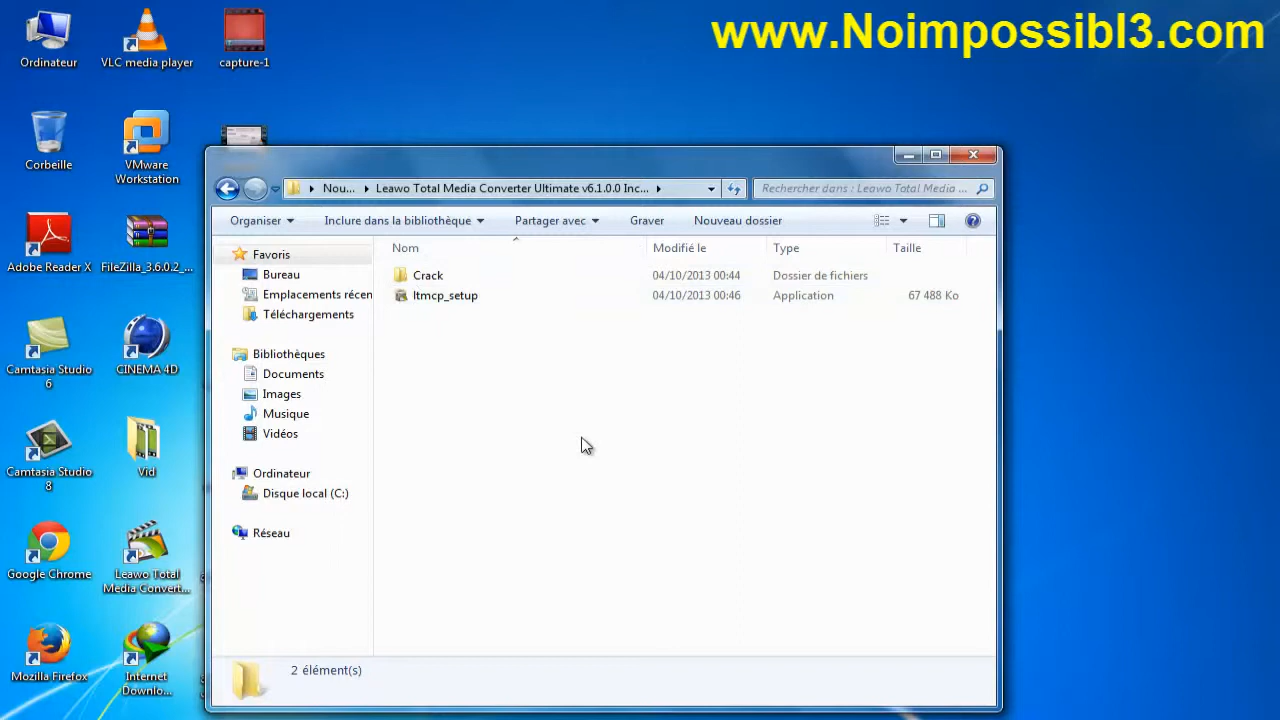 www.Noimpossibl3.com
Ordinateur
VLC media player
capture-1
Corbeille
VMware
Workstation
Adobe Reader X
FileZilla_3.6.0.2_...
Camtasia Studio
6
CINEMA 4D
Camtasia Studio
8
Vid
Google Chrome
Leawo Total
Media Convert...
Mozilla Firefox
Internet
Downlo...
Nou...
Leawo Total Media Converter Ultimate v6.1.0.0 Inc...
Rechercher dans : Leawo Total Media ...
Organiser
Inclure dans la bibliothèque
Partager avec
Graver
Nouveau dossier
Favoris
Bureau
Emplacements récen
Téléchargements
Bibliothèques
Documents
Images
Musique
Vidéos
Ordinateur
Disque local (C:)
Réseau
Nom Modifié le Type Taille
Crack 04/10/2013 00:44 Dossier de fichiers
ltmcp_setup 04/10/2013 00:46 Application 67 488 Ko
2 élément(s)